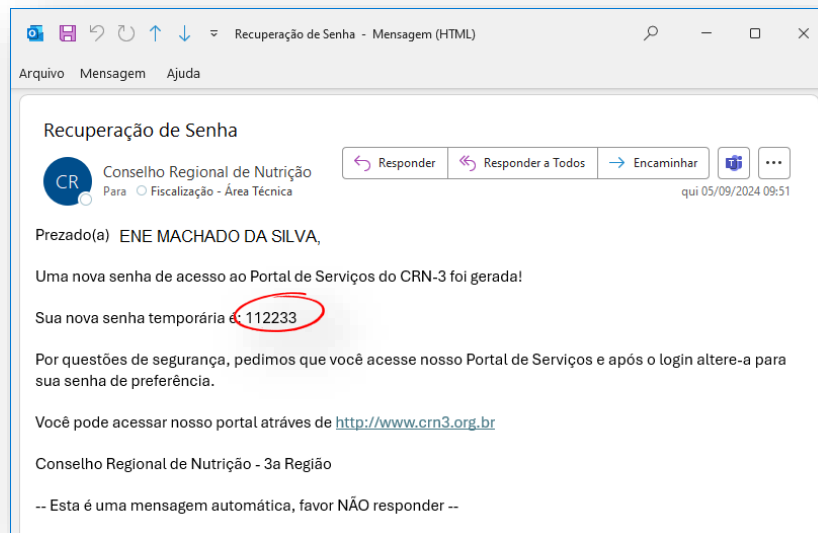 Recuperação de Senha - Mensagem (HTML)
Arquivo Mensagem Ajuda
Recuperação de Senha
CR
Conselho Regional de Nutrição
Para Fiscalização - Área Técnica
Responder Responder a Todos Encaminhar
qui 05/09/2024 09:51
Prezado(a) ENE MACHADO DA SILVA,
Uma nova senha de acesso ao Portal de Serviços do CRN-3 foi gerada!
Sua nova senha temporária é: 112233
Por questões de segurança, pedimos que você acesse nosso Portal de Serviços e após o login altere-a para
sua senha de preferência.
Você pode acessar nosso portal atráves de http://www.crn3.org.br
Conselho Regional de Nutrição - 3a Região
-- Esta é uma mensagem automática, favor NÃO responder --